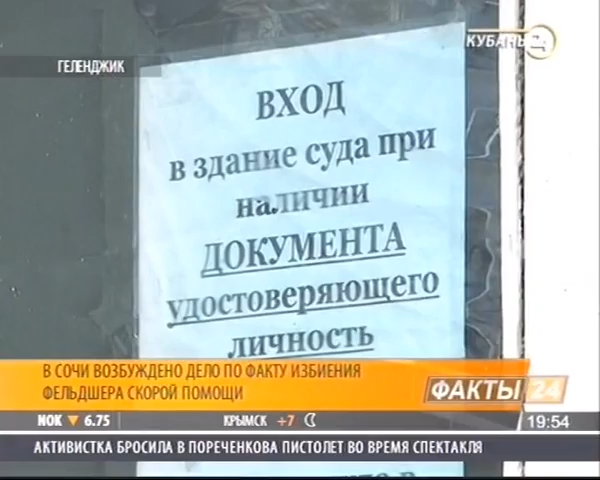 КУБАНЬ 24
ГЕЛЕНДЖИК
ВХОД
в здание суда при
наличии
ДОКУМЕНТА
удостоверяющего
личность
В СОЧИ ВОЗБУЖДЕНО ДЕЛО ПО ФАКТУ ИЗБИЕНИЯ
ФЕЛЬДШЕРА СКОРОЙ ПОМОЩИ
ФАКТЫ 24
NOK 6.75 КРЫМСК +7 19:54
АКТИВИСТКА БРОСИЛА В ПОРЕЧЕНКОВА ПИСТОЛЕТ ВО ВРЕМЯ СПЕКТАКЛЯ